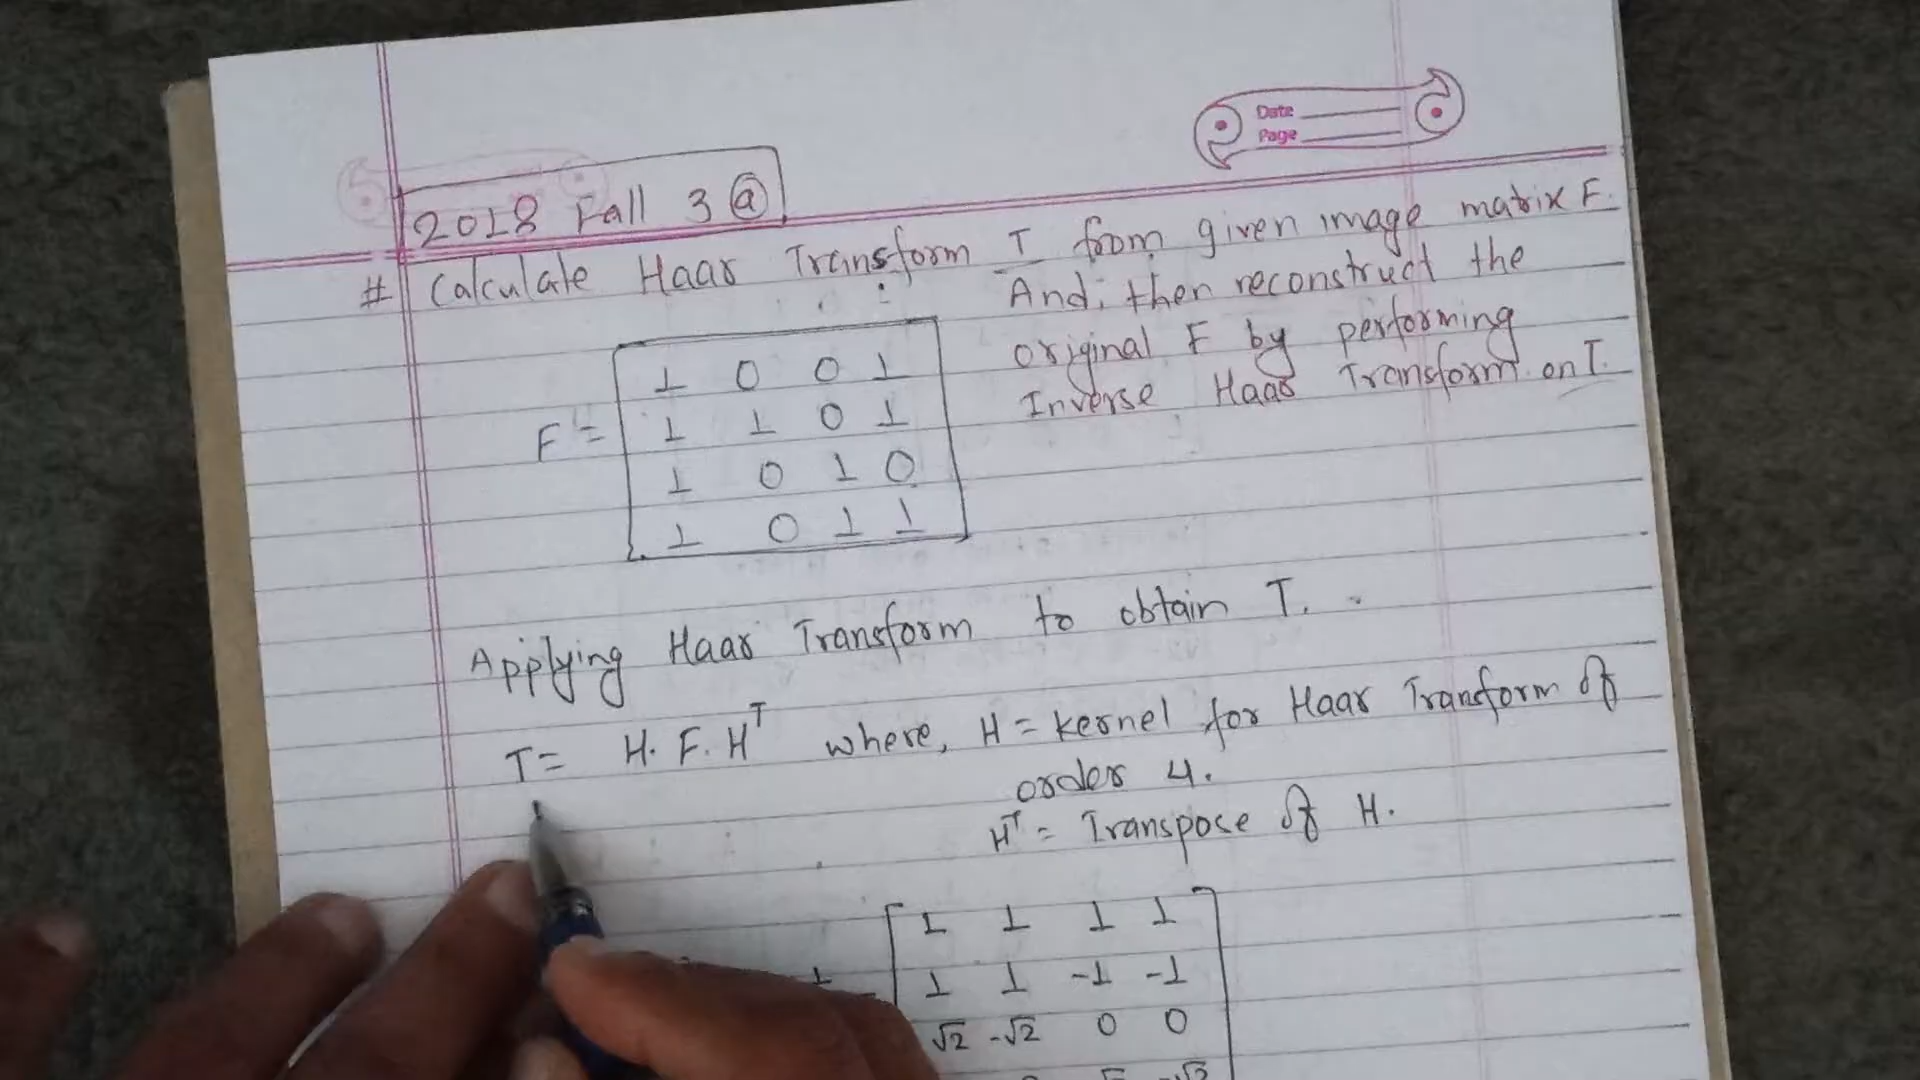 Date
Page
2018 Fall 3 @
# Calculate Haar Transform T from given image matrix F.
And, then reconstruct the
original F by performing
Inverse Haar Transform on T.
F =
1 0 0 1
1 1 0 1
1 0 1 0
1 0 1 1
Applying Haar Transform to obtain T.
T = H. F. H^T where, H = kernel for Haar Transform of
order 4.
H^T = Transpose of H.
1 1 1 1
1 1 -1 -1
√2 -√2 0 0
-√2